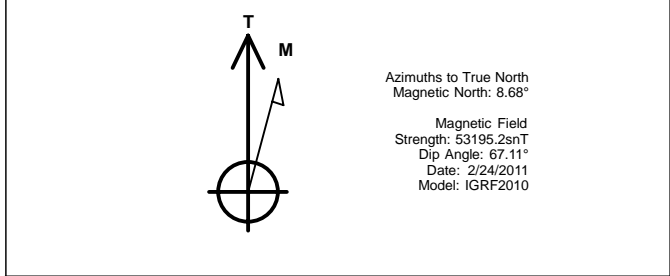 T
M
Azimuths to True North
Magnetic North: 8.68°
Magnetic Field
Strength: 53195.2snT
Dip Angle: 67.11°
Date: 2/24/2011
Model: IGRF2010